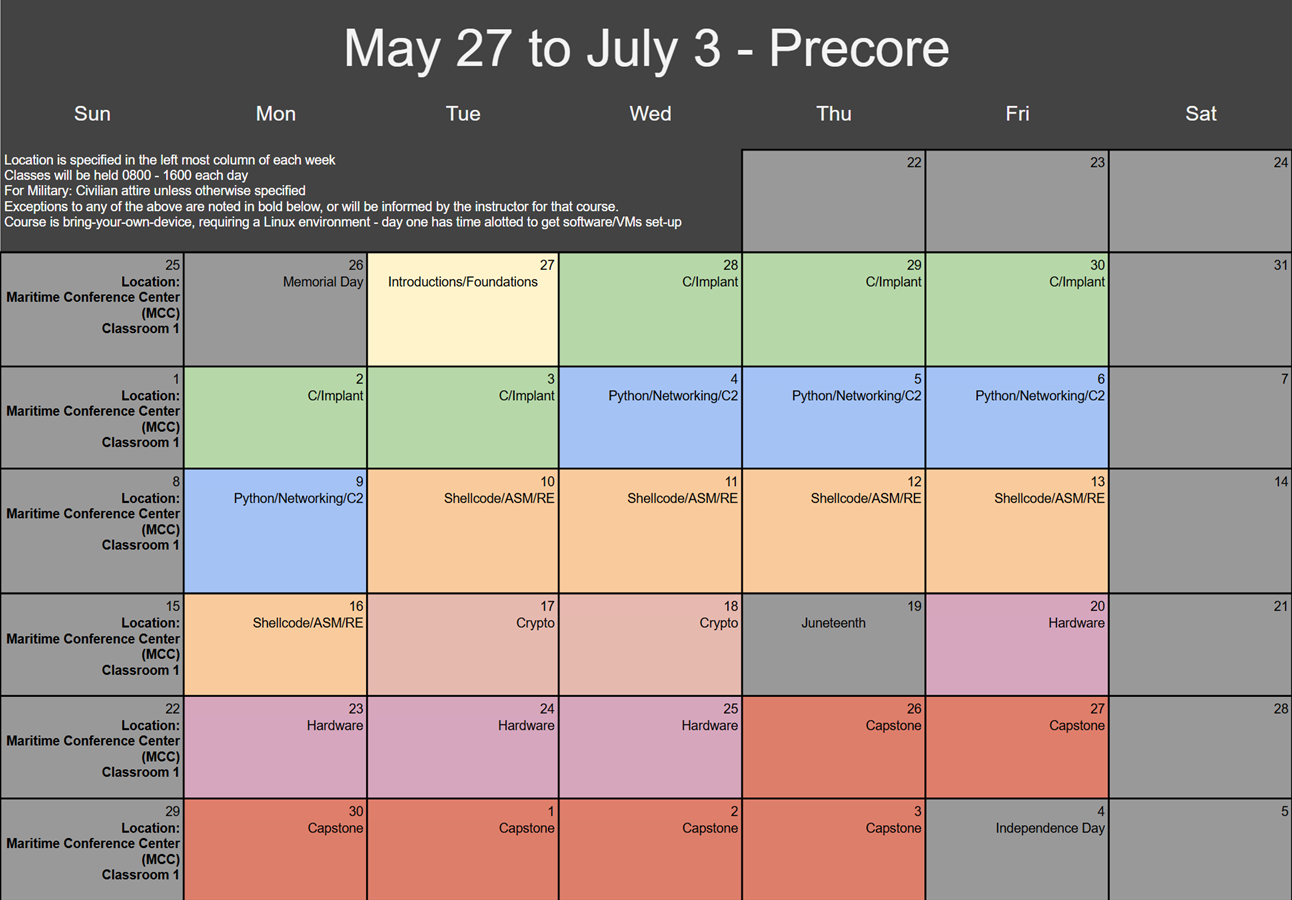 May 27 to July 3 - Precore
Sun Mon Tue Wed Thu Fri Sat
Location is specified in the left most column of each week
Classes will be held 0800 - 1600 each day
For Military: Civilian attire unless otherwise specified
Exceptions to any of the above are noted in bold below, or will be informed by the instructor for that course.
Course is bring-your-own-device, requiring a Linux environment - day one has time alotted to get software/VMs set-up
22 23 24
25 26 27 28 29 30 31
Location: Memorial Day Introductions/Foundations C/Implant C/Implant C/Implant
Maritime Conference Center
(MCC)
Classroom 1
1 2 3 4 5 6 7
Location: C/Implant C/Implant Python/Networking/C2 Python/Networking/C2 Python/Networking/C2
Maritime Conference Center
(MCC)
Classroom 1
8 9 10 11 12 13 14
Location: Python/Networking/C2 Shellcode/ASM/RE Shellcode/ASM/RE Shellcode/ASM/RE Shellcode/ASM/RE
Maritime Conference Center
(MCC)
Classroom 1
15 16 17 18 19 20 21
Location: Shellcode/ASM/RE Crypto Crypto Juneteenth Hardware
Maritime Conference Center
(MCC)
Classroom 1
22 23 24 25 26 27 28
Location: Hardware Hardware Hardware Capstone Capstone
Maritime Conference Center
(MCC)
Classroom 1
29 30 1 2 3 4 5
Location: Capstone Capstone Capstone Capstone Independence Day
Maritime Conference Center
(MCC)
Classroom 1